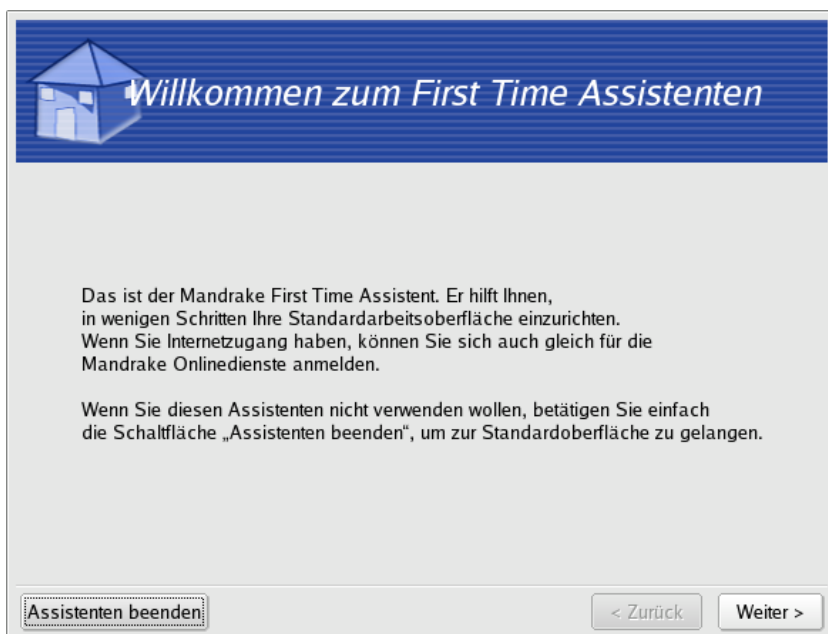 Willkommen zum First Time Assistenten
Das ist der Mandrake First Time Assistent. Er hilft Ihnen,
in wenigen Schritten Ihre Standardarbeitsoberfläche einzurichten.
Wenn Sie Internetzugang haben, können Sie sich auch gleich für die
Mandrake Onlinedienste anmelden.
Wenn Sie diesen Assistenten nicht verwenden wollen, betätigen Sie einfach
die Schaltfläche „Assistenten beenden“, um zur Standardoberfläche zu gelangen.
Assistenten beenden
< Zurück
Weiter >